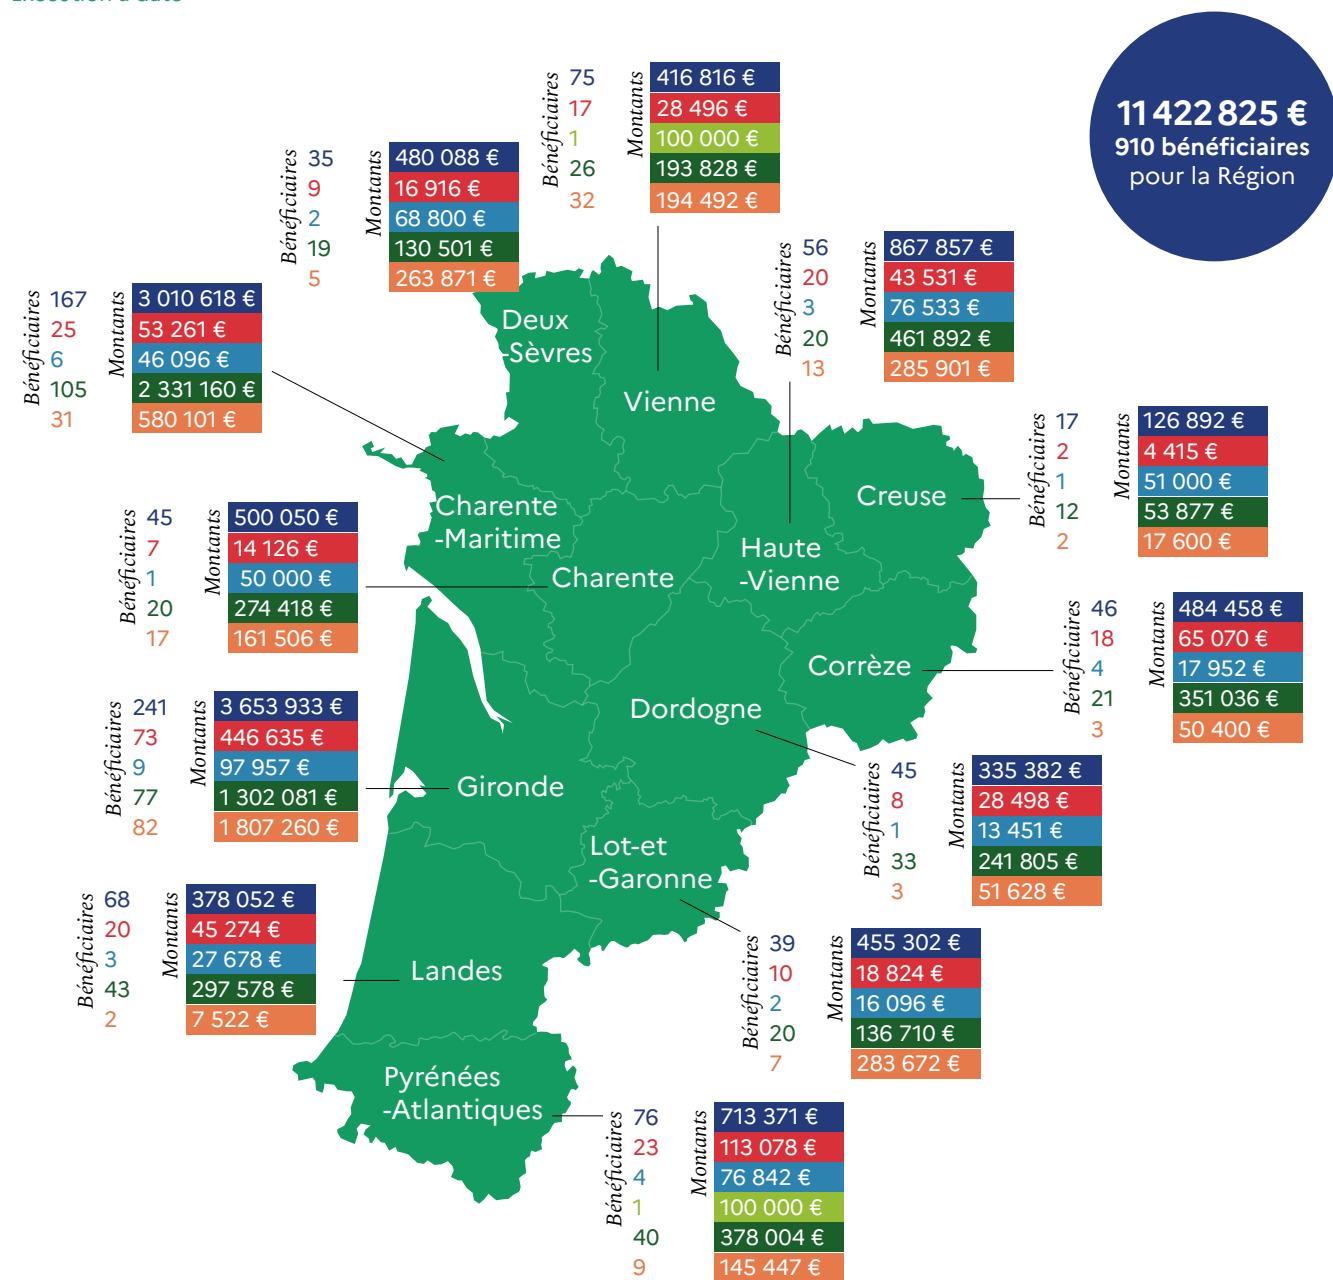 Exécution à date
11 422 825 €
910 bénéficiaires
pour la Région
Bénéficiaires
75
17
1
26
32
Montants
416 816 €
28 496 €
100 000 €
193 828 €
194 492 €
Bénéficiaires
35
9
2
19
5
Montants
480 088 €
16 916 €
68 800 €
130 501 €
263 871 €
Bénéficiaires
56
20
3
20
13
Montants
867 857 €
43 531 €
76 533 €
461 892 €
285 901 €
Bénéficiaires
167
25
6
105
31
Montants
3 010 618 €
53 261 €
46 096 €
2 331 160 €
580 101 €
Deux
-Sèvres
Vienne
Bénéficiaires
17
2
1
12
2
Montants
126 892 €
4 415 €
51 000 €
53 877 €
17 600 €
Creuse
Charente
-Maritime
Haute
-Vienne
Charente
Bénéficiaires
45
7
1
20
17
Montants
500 050 €
14 126 €
50 000 €
274 418 €
161 506 €
Bénéficiaires
46
18
4
21
3
Montants
484 458 €
65 070 €
17 952 €
351 036 €
50 400 €
Corrèze
Dordogne
Bénéficiaires
241
73
9
77
82
Montants
3 653 933 €
446 635 €
97 957 €
1 302 081 €
1 807 260 €
Gironde
Bénéficiaires
45
8
1
33
3
Montants
335 382 €
28 498 €
13 451 €
241 805 €
51 628 €
Lot-et
-Garonne
Bénéficiaires
68
20
3
43
2
Montants
378 052 €
45 274 €
27 678 €
297 578 €
7 522 €
Landes
Bénéficiaires
39
10
2
20
7
Montants
455 302 €
18 824 €
16 096 €
136 710 €
283 672 €
Pyrénées
-Atlantiques
Bénéficiaires
76
23
4
1
40
9
Montants
713 371 €
113 078 €
76 842 €
100 000 €
378 004 €
145 447 €